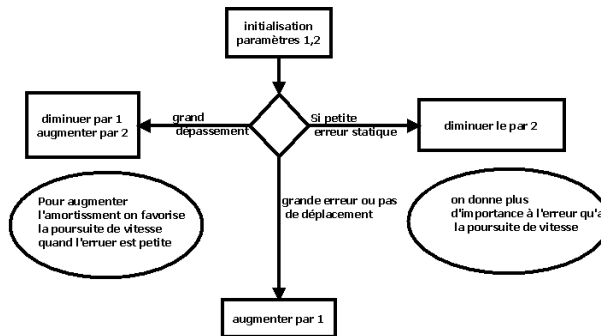 initialisation
paramètres 1,2
diminuer par 1
augmenter par 2
grand
dépassement
Si petite
erreur statique
diminuer le par 2
Pour augmenter
l'amortissment on favorise
la poursuite de vitesse
quand l'erruer est petite
grande erreur ou pas
de déplacement
on donne plus
d'importance à l'erreur qu'a
la poursuite de vitesse
augmenter par 1